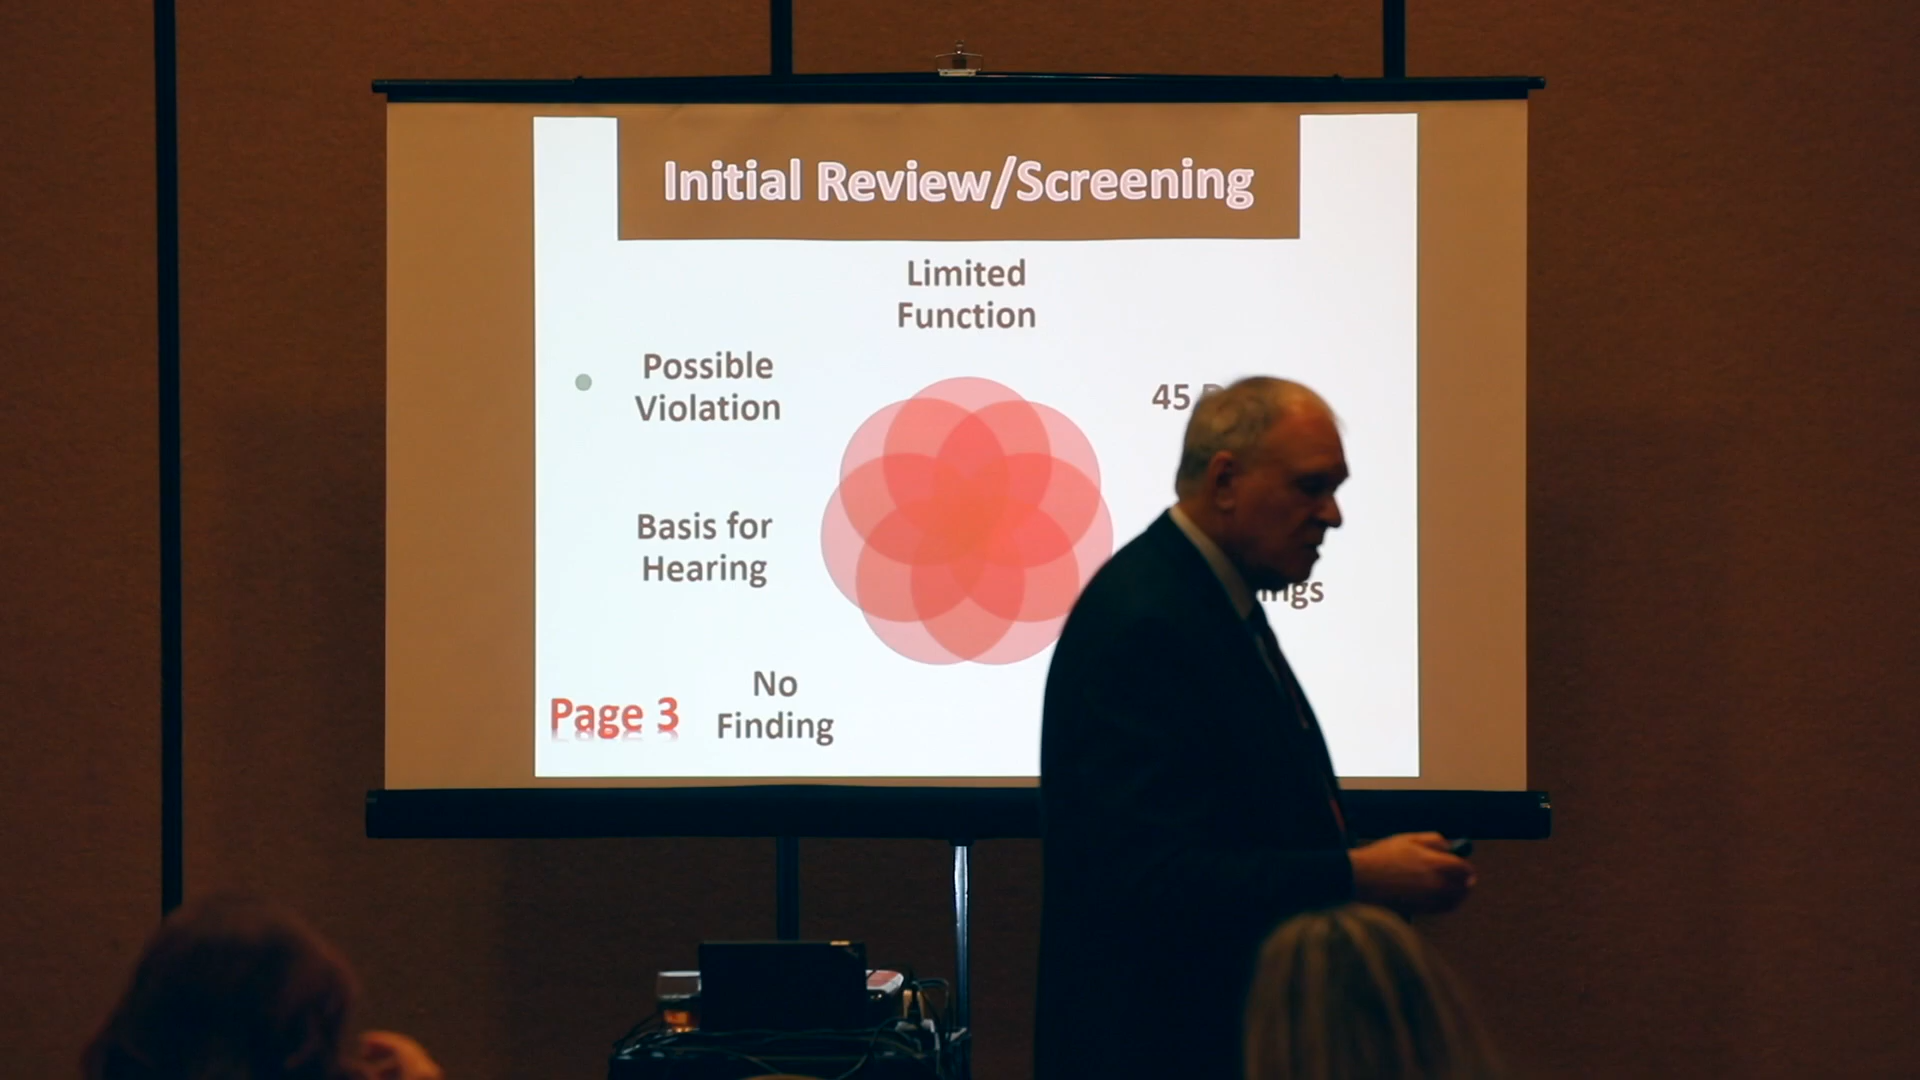 Initial Review/Screening
Limited
Function
Possible
Violation
45
Basis for
Hearing
No
Finding
Page 3